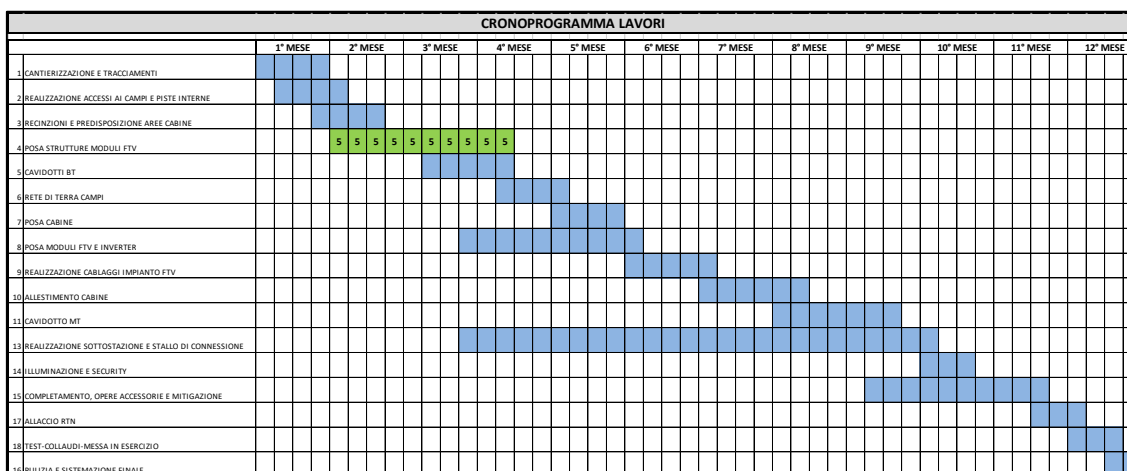 CRONOPROGRAMMA LAVORI
1° MESE 2° MESE 3° MESE 4° MESE 5° MESE 6° MESE 7° MESE 8° MESE 9° MESE 10° MESE 11° MESE 12° MESE
1 CANTIERIZZAZIONE E TRACCIAMENTI
2 REALIZZAZIONE ACCESSI AI CAMPI E PISTE INTERNE
3 RECINZIONI E PREDISPOSIZIONE AREE CABINE
4 POSA STRUTTURE MODULI FTV 5 5 5 5 5 5 5 5 5 5
5 CAVIDOTTI BT
6 RETE DI TERRA CAMPI
7 POSA CABINE
8 POSA MODULI FTV E INVERTER
9 REALIZZAZIONE CABLAGGI IMPIANTO FTV
10 ALLESTIMENTO CABINE
11 CAVIDOTTO MT
13 REALIZZAZIONE SOTTOSTAZIONE E STALLO DI CONNESSIONE
14 ILLUMINAZIONE E SECURITY
15 COMPLETAMENTO, OPERE ACCESSORIE E MITIGAZIONE
17 ALLACCIO RTN
18 TEST-COLLAUDI-MESSA IN ESERCIZIO
16 PULIZIA E SISTEMAZIONE FINALE